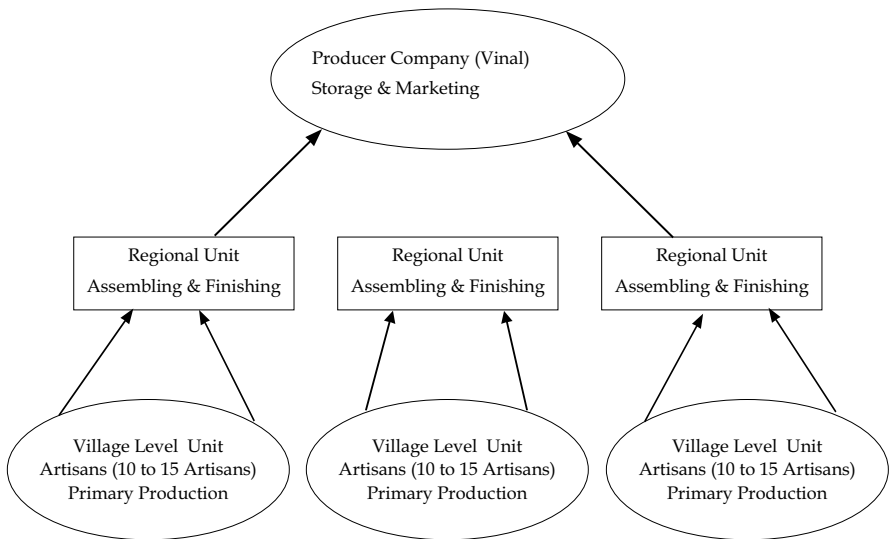 Producer Company (Vinal)
Storage & Marketing
Regional Unit
Assembling & Finishing
Regional Unit
Assembling & Finishing
Regional Unit
Assembling & Finishing
Village Level Unit
Artisans (10 to 15 Artisans)
Primary Production
Village Level Unit
Artisans (10 to 15 Artisans)
Primary Production
Village Level Unit
Artisans (10 to 15 Artisans)
Primary Production